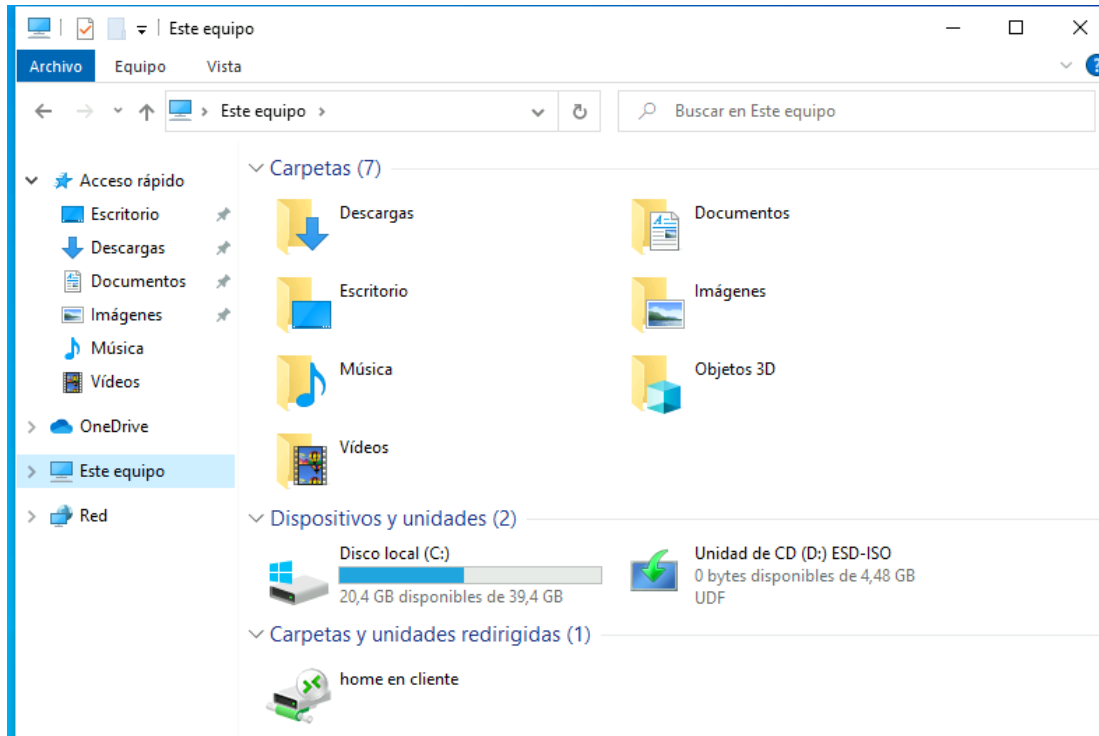 Este equipo
Archivo Equipo Vista
Este equipo
Buscar en Este equipo
Acceso rápido
Escritorio
Descargas
Documentos
Imágenes
Música
Vídeos
OneDrive
Este equipo
Red
Carpetas (7)
Descargas
Documentos
Escritorio
Imágenes
Música
Objetos 3D
Vídeos
Dispositivos y unidades (2)
Disco local (C:)
20,4 GB disponibles de 39,4 GB
Unidad de CD (D:) ESD-ISO
0 bytes disponibles de 4,48 GB
UDF
Carpetas y unidades redirigidas (1)
home en cliente